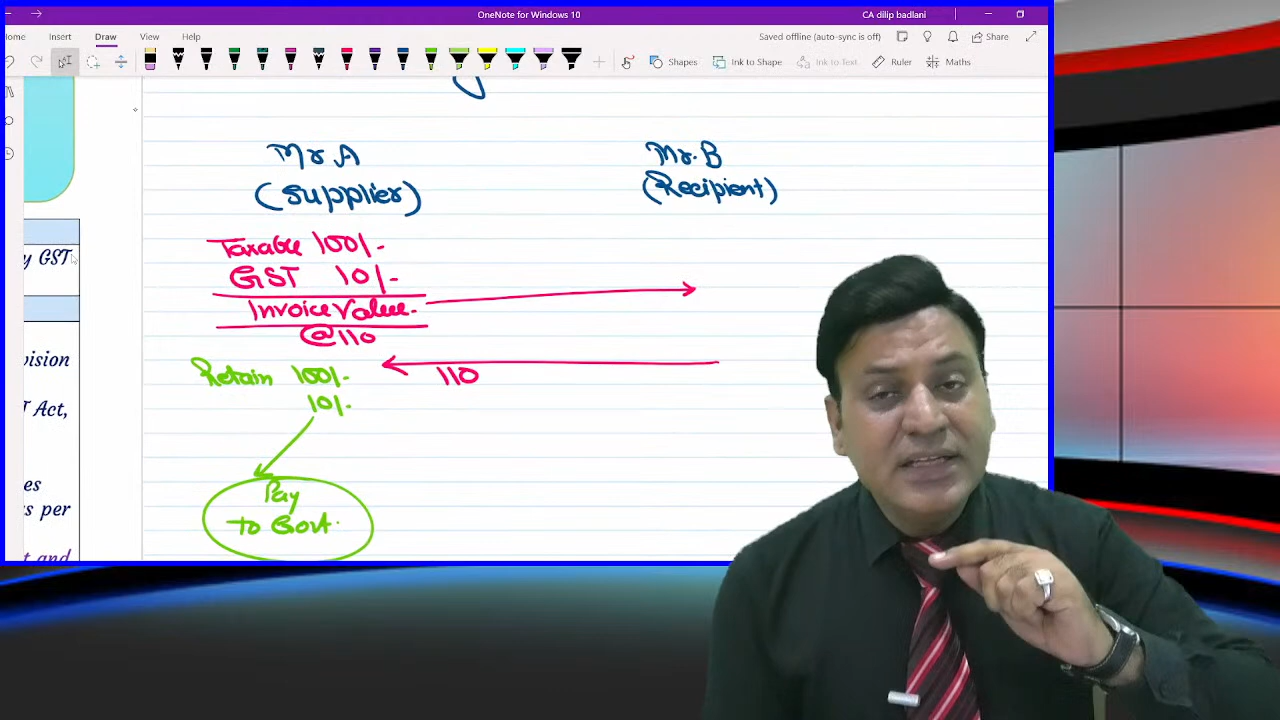 OneNote for Windows 10
CA dilip badlani
Home
Insert
Draw
View
Help
Saved offline (auto-sync is off)
Share
Shapes
Ink to Shape
Ink to Text
Ruler
Maths
Mr A
(Supplier)
Mr. B
(Recipient)
Taxable 100/-
GST 10/-
Invoice Value
@110
110
Retain 100/-
10/-
Pay
to Govt.
y GST
vision
T Act,
es
s per
t and